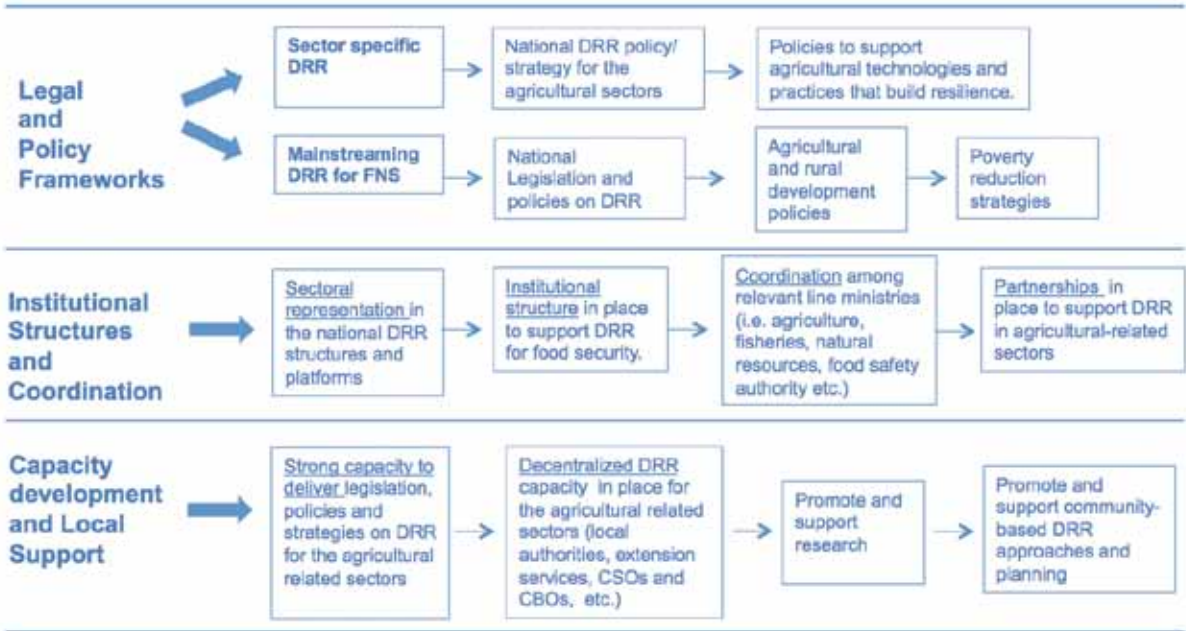 Legal
and
Policy
Frameworks
Sector specific
DRR
National DRR policy/
strategy for the
agricultural sectors
Policies to support
agricultural technologies and
practices that build resilience.
Mainstreaming
DRR for FNS
National
Legislation and
policies on DRR
Agricultural
and rural
development
policies
Poverty
reduction
strategies
Institutional
Structures
and
Coordination
Sectoral
representation in
the national DRR
structures and
platforms
Institutional
structure in place
to support DRR
for food security.
Coordination among
relevant line ministries
(i.e. agriculture,
fisheries, natural
resources, food safety
authority etc.)
Partnerships in
place to support DRR
in agricultural-related
sectors
Capacity
development
and Local
Support
Strong capacity to
deliver legislation,
policies and
strategies on DRR
for the agricultural
related sectors
Decentralized DRR
capacity in place for
the agricultural related
sectors (local
authorities, extension
services, CSOs and
CBOs, etc.)
Promote and
support
research
Promote and
support community-
based DRR
approaches and
planning